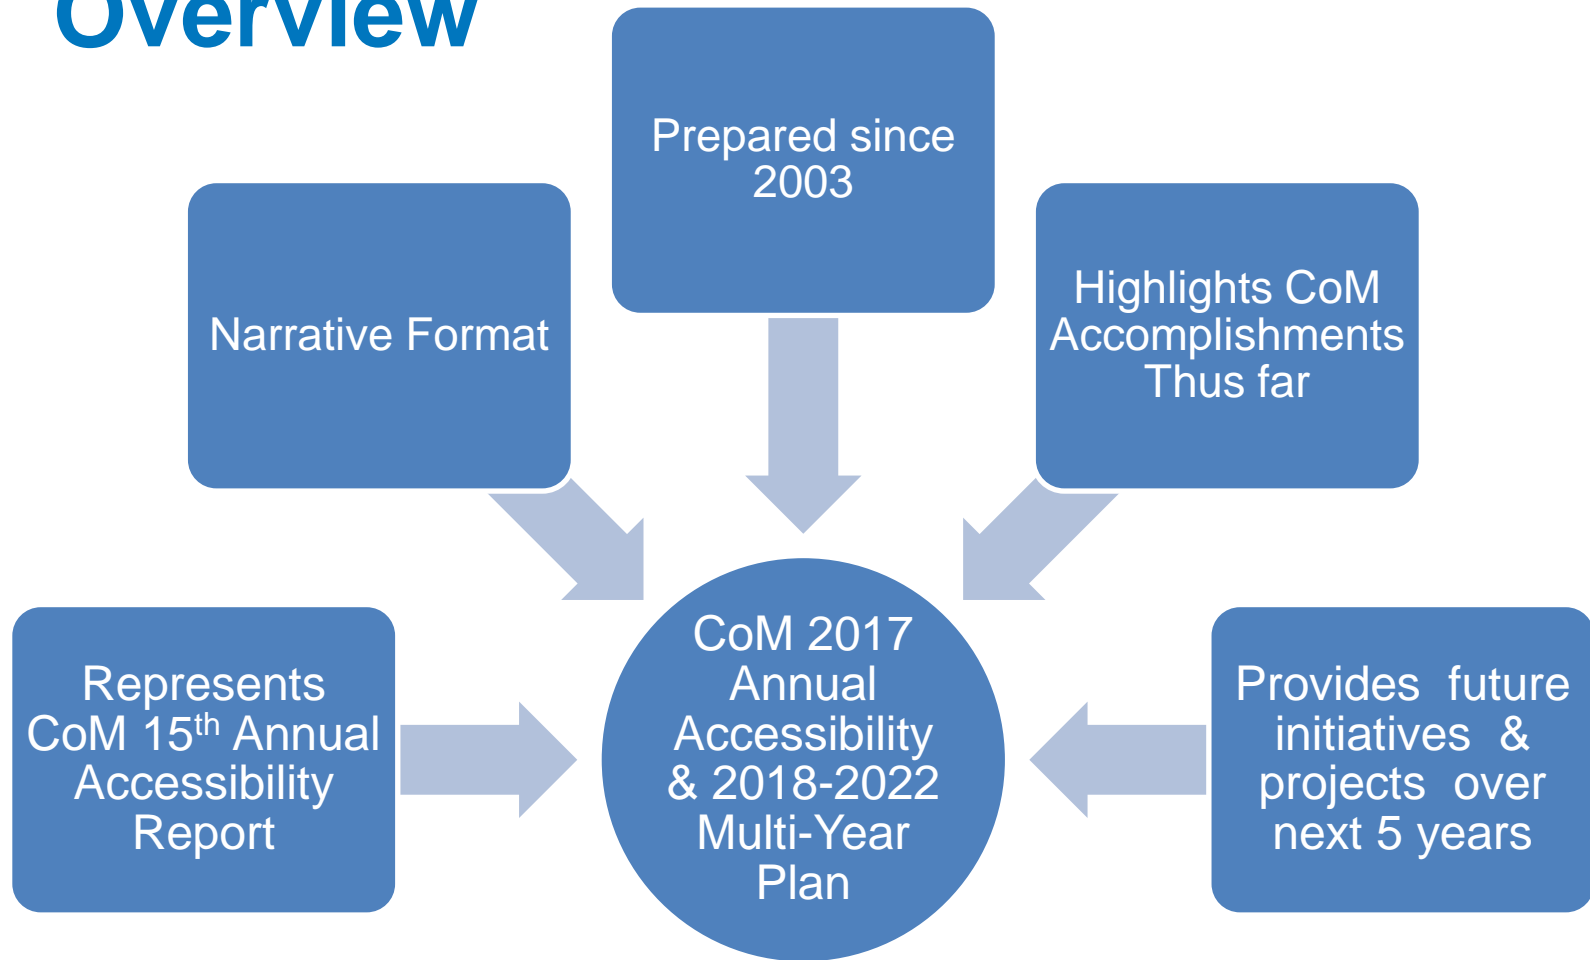 Overview
Prepared since
2003
Narrative Format
Highlights CoM
Accomplishments
Thus far
Represents
CoM 15th Annual
Accessibility
Report
CoM 2017
Annual
Accessibility
& 2018-2022
Multi-Year
Plan
Provides future
initiatives &
projects over
next 5 years